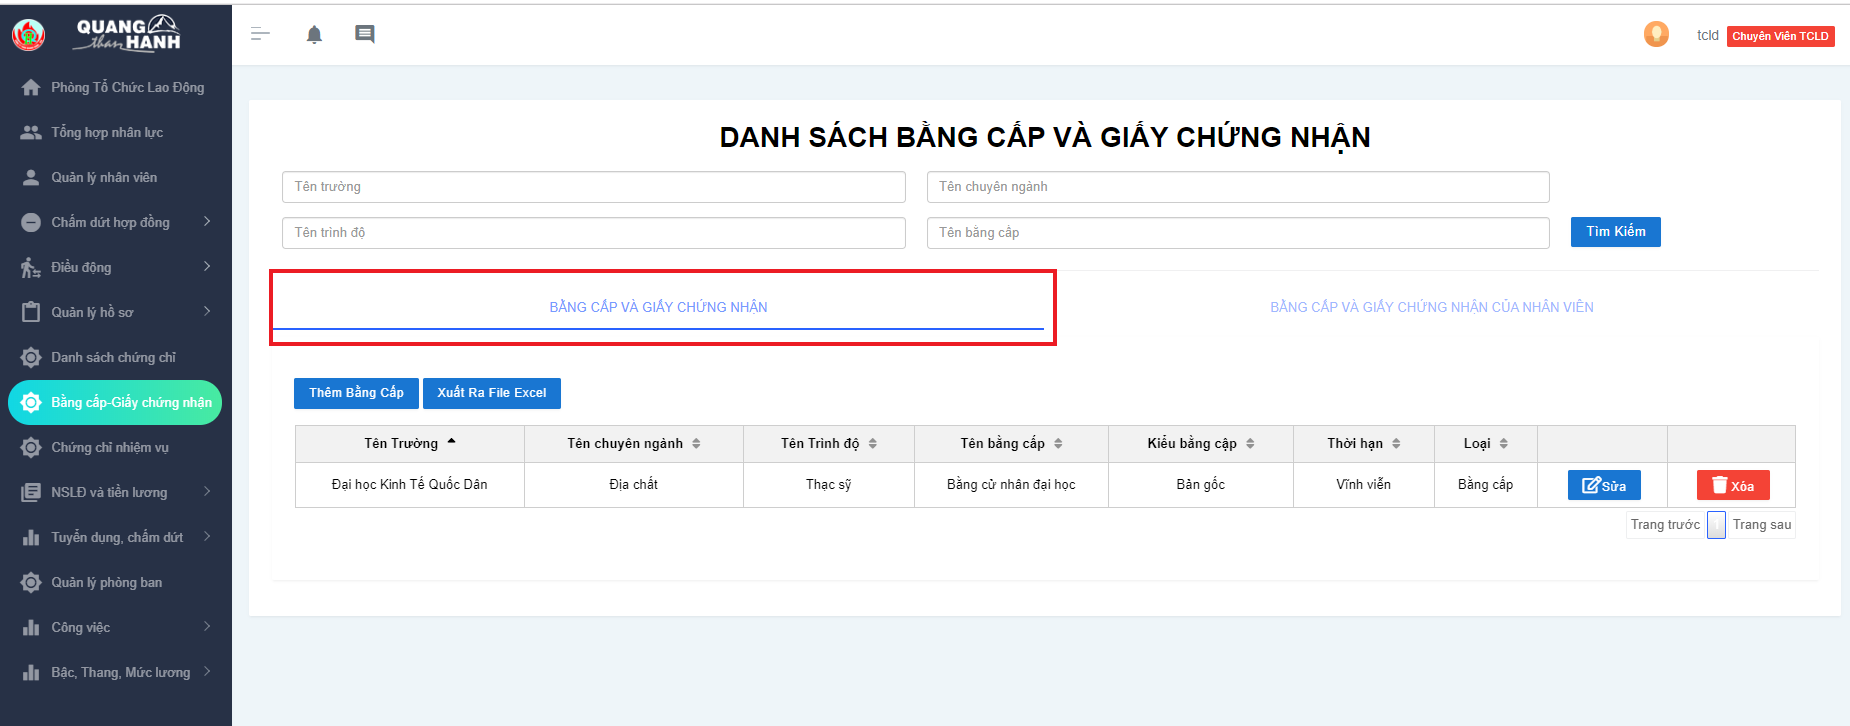 QUANG
than HANH
tcld
Chuyên Viên TCLD
Phòng Tổ Chức Lao Động
Tổng hợp nhân lực
Quản lý nhân viên
Chấm dứt hợp đồng
Điều động
Quản lý hồ sơ
Danh sách chứng chỉ
Bằng cấp-Giấy chứng nhận
Chứng chỉ nhiệm vụ
NSLĐ và tiền lương
Tuyển dụng, chấm dứt
Quản lý phòng ban
Công việc
Bậc, Thang, Mức lương
DANH SÁCH BẰNG CẤP VÀ GIẤY CHỨNG NHẬN
Tên trường
Tên chuyên ngành
Tên trình độ
Tên bằng cấp
Tìm Kiếm
BẰNG CẤP VÀ GIẤY CHỨNG NHẬN
BẰNG CẤP VÀ GIẤY CHỨNG NHẬN CỦA NHÂN VIÊN
Thêm Bằng Cấp
Xuất Ra File Excel
Tên Trường Tên chuyên ngành Tên Trình độ Tên bằng cấp Kiểu bằng cập Thời hạn Loại
Đại học Kinh Tế Quốc Dân Địa chất Thạc sỹ Bằng cử nhân đại học Bản gốc Vĩnh viễn Bằng cấp Sửa Xóa
Trang trước 1 Trang sau